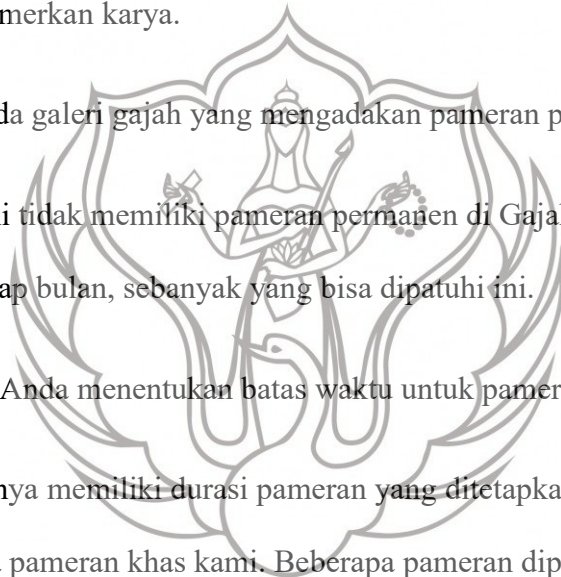 merkan karya.
da galeri gajah yang mengadakan pameran p
i tidak memiliki pameran permanen di Gajal
ap bulan, sebanyak yang bisa dipatuhi ini.
Anda menentukan batas waktu untuk pamer
nya memiliki durasi pameran yang ditetapka
pameran khas kami. Beberapa pameran dip